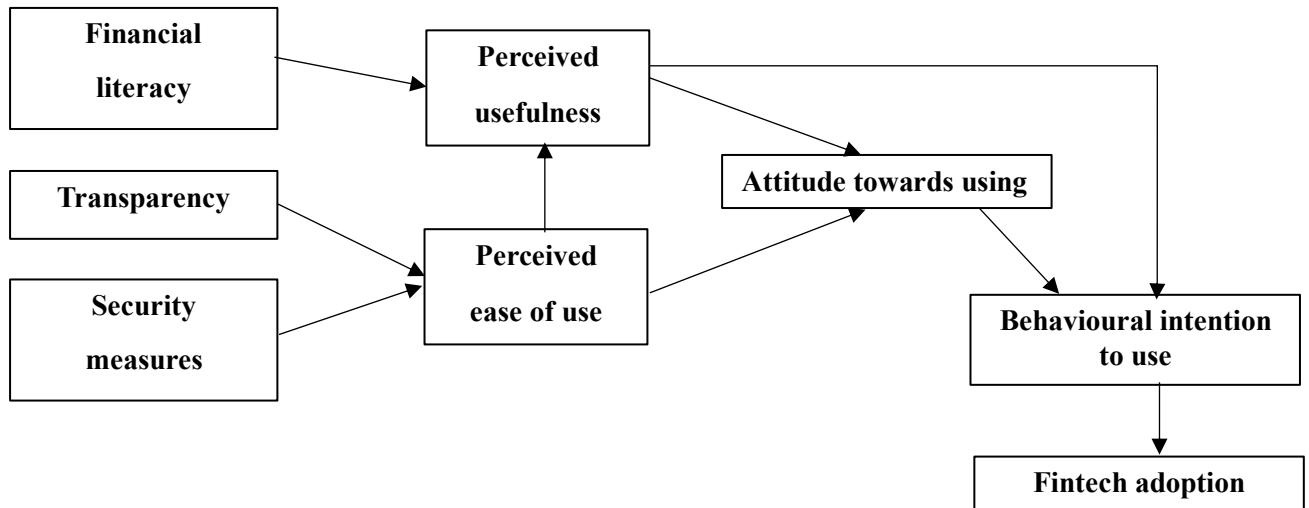 Financial
literacy
Perceived
usefulness
Transparency
Attitude towards using
Perceived
ease of use
Security
measures
Behavioural intention
to use
Fintech adoption